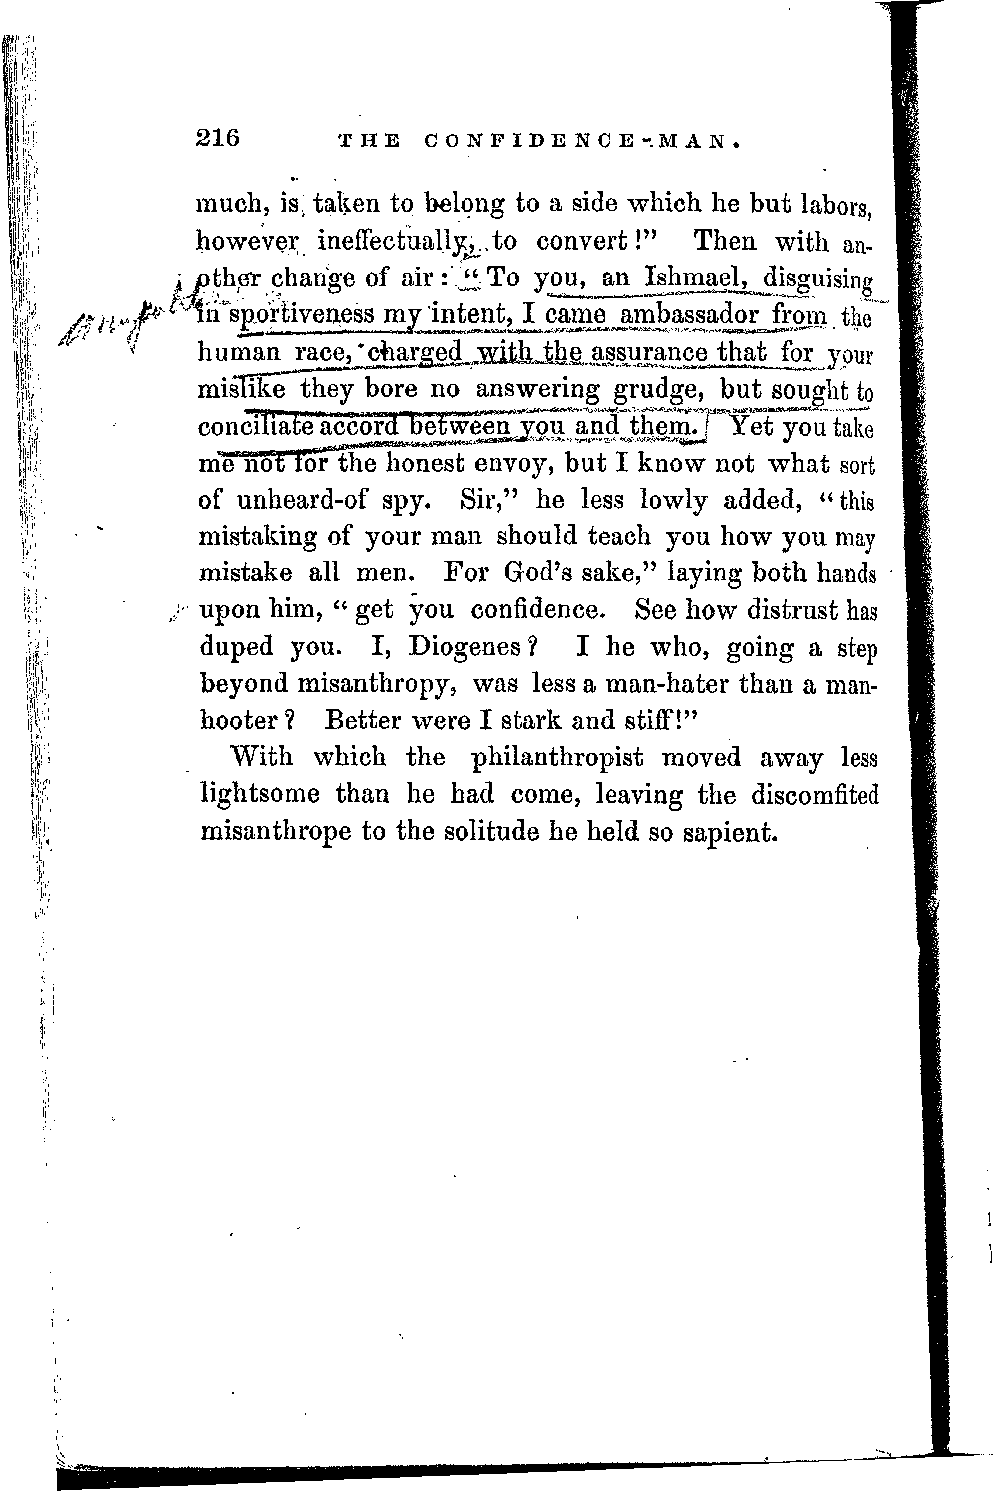 216 THE CONFIDENCE-MAN.
much, is taken to belong to a side which he but labors,
however ineffectually, to convert!” Then with an-
other change of air: “To you, an Ishmael, disguising
in sportiveness my intent, I came ambassador from the
human race, charged with the assurance that for your
mislike they bore no answering grudge, but sought to
conciliate accord between you and them. Yet you take
me not for the honest envoy, but I know not what sort
of unheard-of spy. Sir,” he less lowly added, “this
mistaking of your man should teach you how you may
mistake all men. For God’s sake,” laying both hands
upon him, “get you confidence. See how distrust has
duped you. I, Diogenes? I he who, going a step
beyond misanthropy, was less a man-hater than a man-
hooter? Better were I stark and stiff!”
With which the philanthropist moved away less
lightsome than he had come, leaving the discomfited
misanthrope to the solitude he held so sapient.